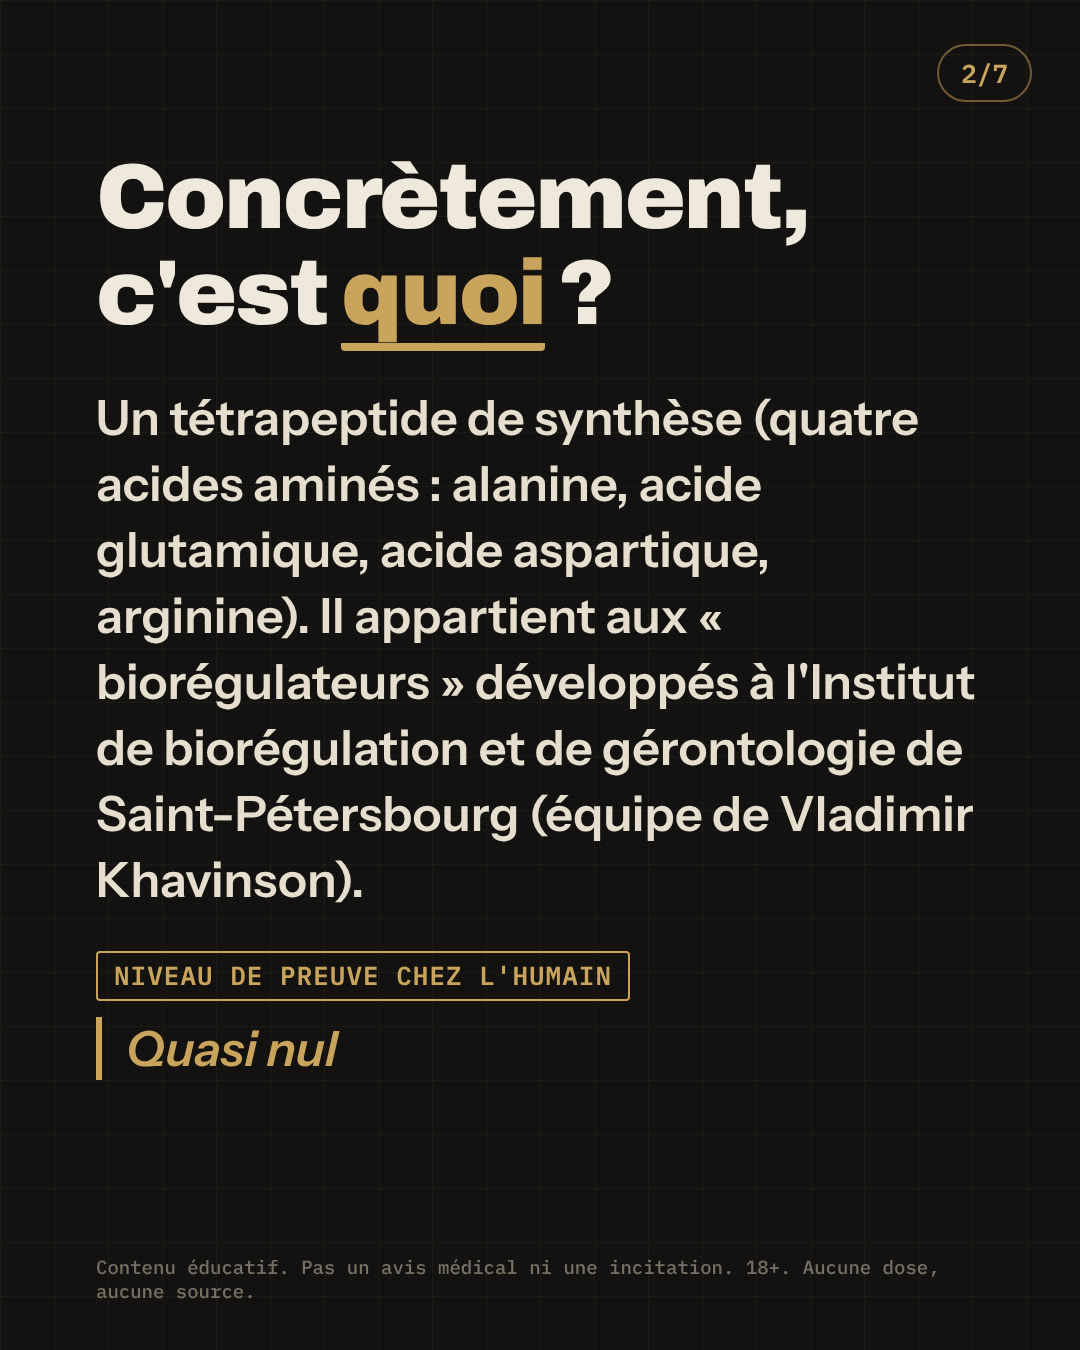 2/7
Concrètement,
c'est quoi ?
Un tétrapeptide de synthèse (quatre
acides aminés : alanine, acide
glutamique, acide aspartique,
arginine). Il appartient aux «
biorégulateurs » développés à l'Institut
de biorégulation et de gérontologie de
Saint-Pétersbourg (équipe de Vladimir
Khavinson).
NIVEAU DE PREUVE CHEZ L'HUMAIN
Quasi nul
Contenu éducatif. Pas un avis médical ni une incitation. 18+. Aucune dose,
aucune source.